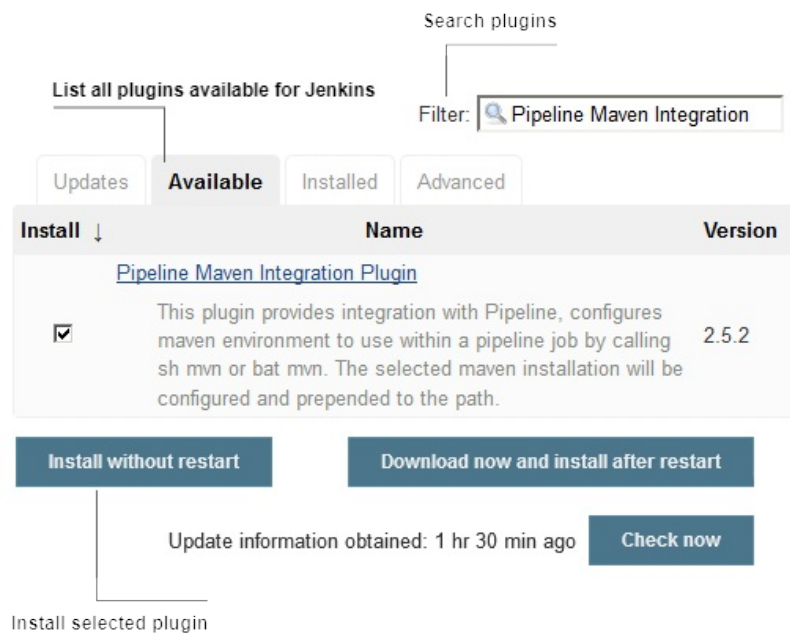 Search plugins
List all plugins available for Jenkins
Filter: Pipeline Maven Integration
Updates Available Installed Advanced
Install ↓ Name Version
Pipeline Maven Integration Plugin
This plugin provides integration with Pipeline, configures
maven environment to use within a pipeline job by calling
sh mvn or bat mvn. The selected maven installation will be
configured and prepended to the path.
2.5.2
Install without restart Download now and install after restart
Update information obtained: 1 hr 30 min ago Check now
Install selected plugin